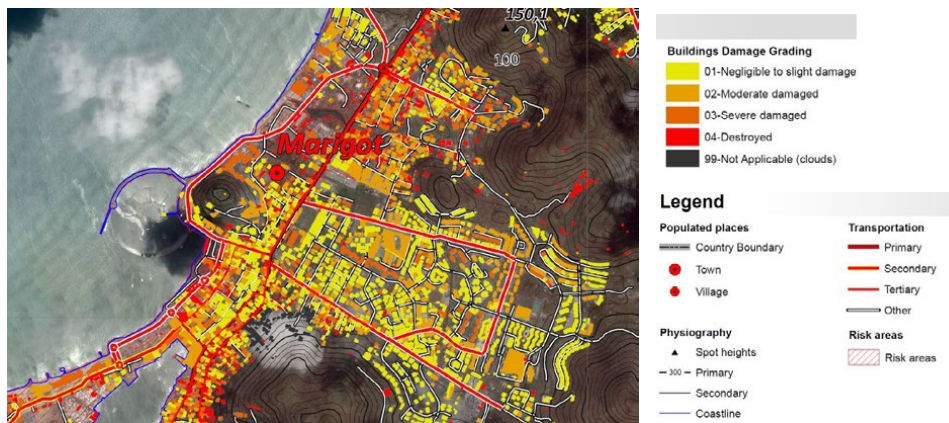 150,1
100
Marigot
Buildings Damage Grading
01-Negligible to slight damage
02-Moderate damaged
03-Severe damaged
04-Destroyed
99-Not Applicable (clouds)
Legend
Populated places
Country Boundary
Town
Village
Physiography
Spot heights
300 Primary
Secondary
Coastline
Transportation
Primary
Secondary
Tertiary
Other
Risk areas
Risk areas